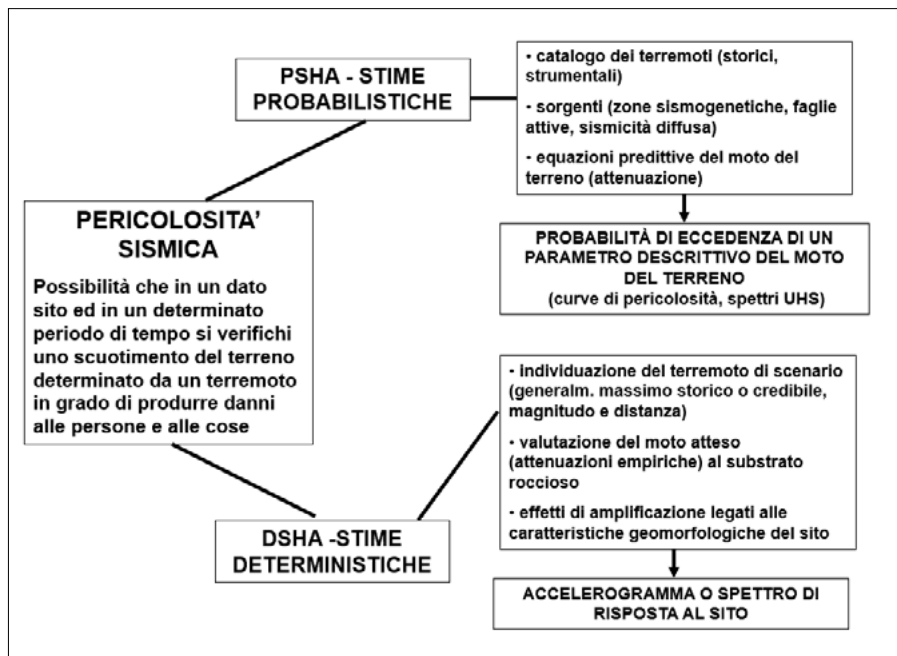 PSHA - STIME
PROBABILISTICHE
- catalogo dei terremoti (storici,
strumentali)
- sorgenti (zone sismogenetiche, faglie
attive, sismicità diffusa)
- equazioni predittive del moto del
terreno (attenuazione)
PROBABILITÀ DI ECCEDENZA DI UN
PARAMETRO DESCRITTIVO DEL MOTO
DEL TERRENO
(curve di pericolosità, spettri UHS)
PERICOLOSITA’
SISMICA
Possibilità che in un dato
sito ed in un determinato
periodo di tempo si verifichi
uno scuotimento del terreno
determinato da un terremoto
in grado di produrre danni
alle persone e alle cose
DSHA -STIME
DETERMINISTICHE
- individuazione del terremoto di scenario
(generalm. massimo storico o credibile,
magnitudo e distanza)
- valutazione del moto atteso
(attenuazioni empiriche) al substrato
roccioso
- effetti di amplificazione legati alle
caratteristiche geomorfologiche del sito
ACCELEROGRAMMA O SPETTRO DI
RISPOSTA AL SITO